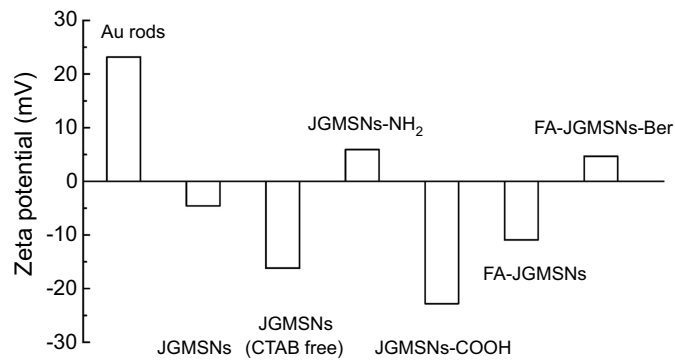 Zeta potential (mV)
30
20
10
0
-10
-20
-30
Au rods
JGMSNs
JGMSNs
(CTAB free)
JGMSNs-NH₂
JGMSNs-COOH
FA-JGMSNs
FA-JGMSNs-Ber